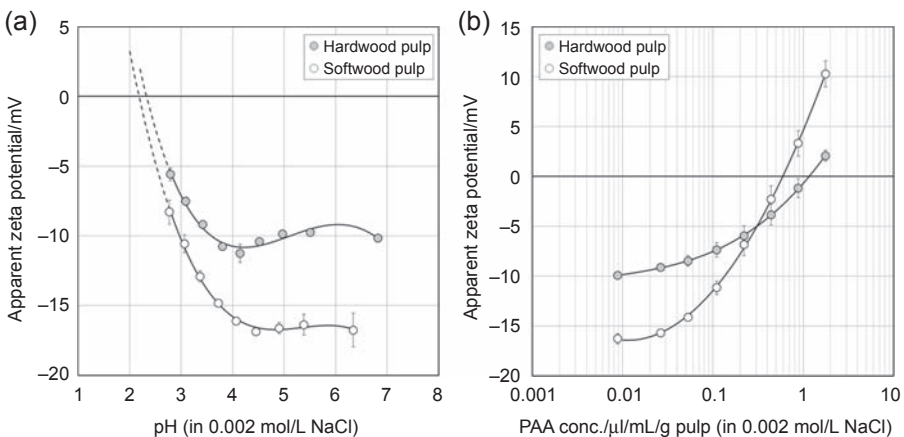 (a)
5
0
–5
–10
–15
–20
Apparent zeta potential/mV
Hardwood pulp
Softwood pulp
1 2 3 4 5 6 7 8
pH (in 0.002 mol/L NaCl)
(b)
15
10
5
0
–5
–10
–15
–20
Apparent zeta potential/mV
Hardwood pulp
Softwood pulp
0.001 0.01 0.1 1 10
PAA conc./µl/mL/g pulp (in 0.002 mol/L NaCl)